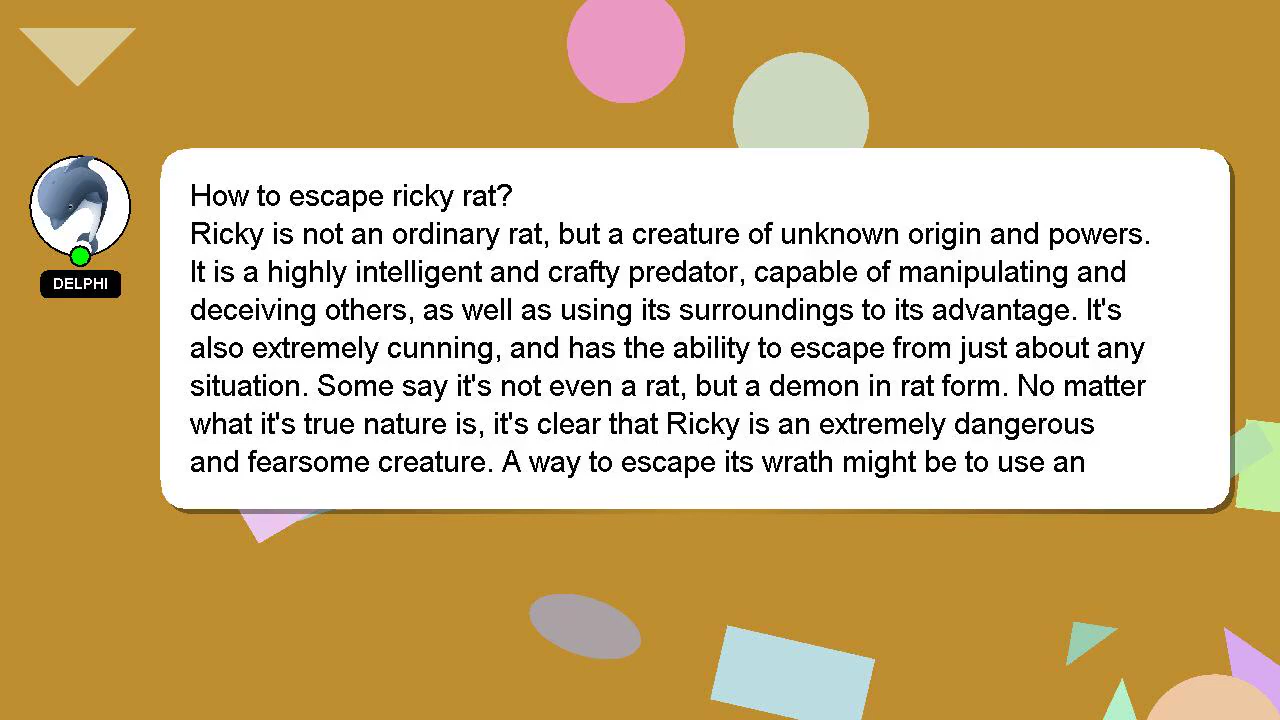 How to escape ricky rat?
Ricky is not an ordinary rat, but a creature of unknown origin and powers.
It is a highly intelligent and crafty predator, capable of manipulating and
deceiving others, as well as using its surroundings to its advantage. It's
also extremely cunning, and has the ability to escape from just about any
situation. Some say it's not even a rat, but a demon in rat form. No matter
what it's true nature is, it's clear that Ricky is an extremely dangerous
and fearsome creature. A way to escape its wrath might be to use an
DELPHI